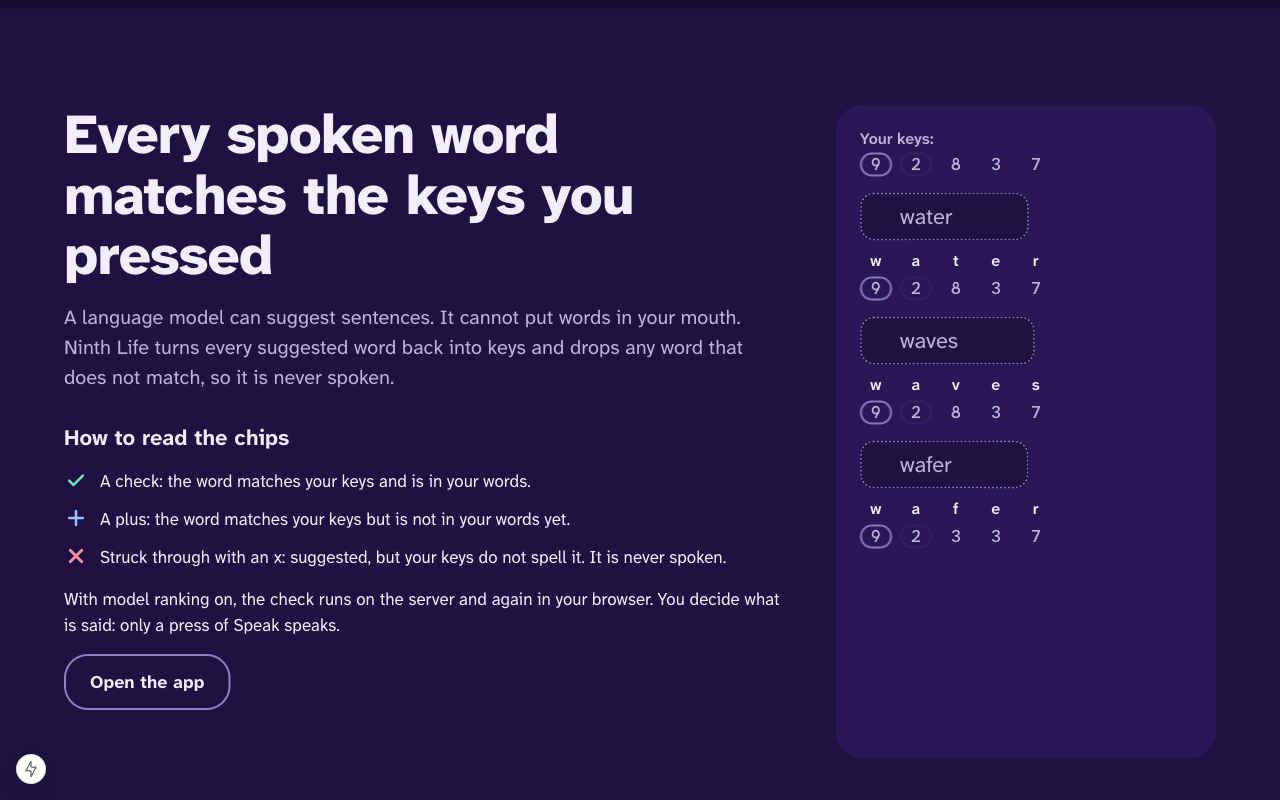 Every spoken word
matches the keys you
pressed
A language model can suggest sentences. It cannot put words in your mouth.
Ninth Life turns every suggested word back into keys and drops any word that
does not match, so it is never spoken.
How to read the chips
A check: the word matches your keys and is in your words.
A plus: the word matches your keys but is not in your words yet.
Struck through with an x: suggested, but your keys do not spell it. It is never spoken.
With model ranking on, the check runs on the server and again in your browser. You decide what
is said: only a press of Speak speaks.
Open the app
Your keys:
9 2 8 3 7
water
w a t e r
9 2 8 3 7
waves
w a v e s
9 2 8 3 7
wafer
w a f e r
9 2 3 3 7